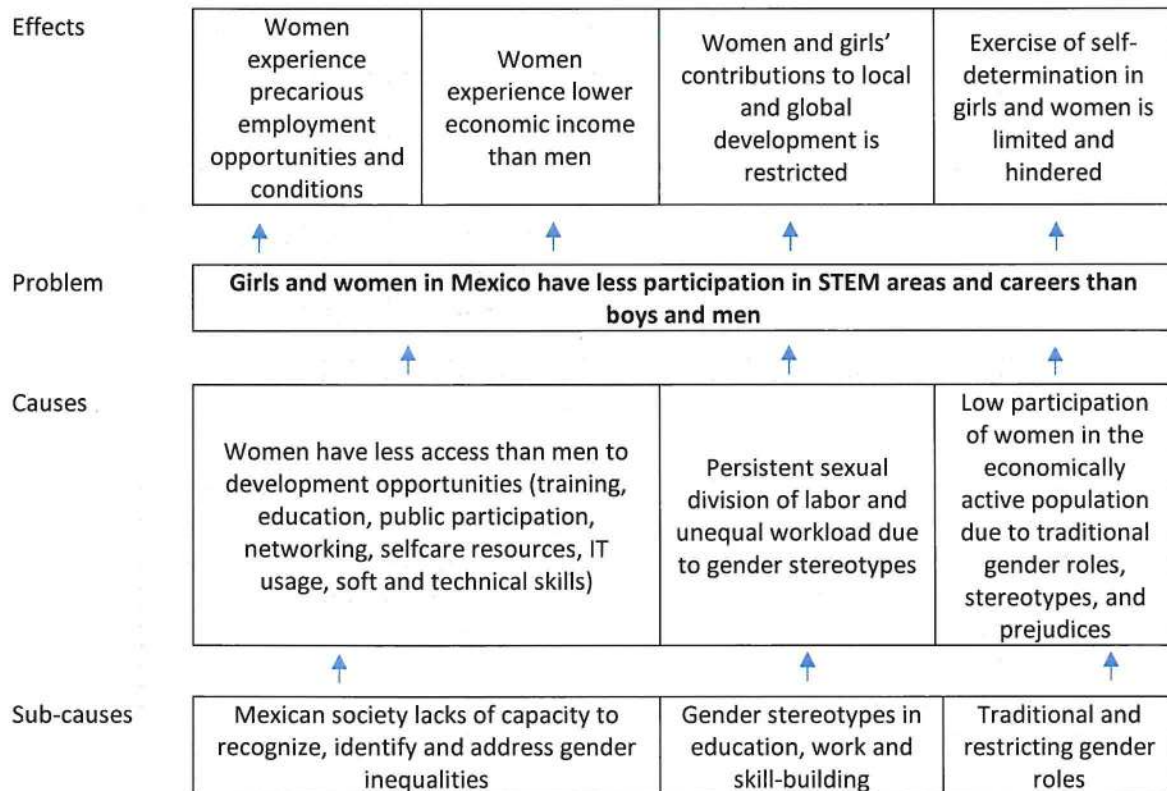 Effects
Women
experience
precarious
employment
opportunities and
conditions
Women
experience lower
economic income
than men
Women and girls'
contributions to local
and global
development is
restricted
Exercise of self-
determination in
girls and women is
limited and
hindered
Problem
Girls and women in Mexico have less participation in STEM areas and careers than
boys and men
Causes
Women have less access than men to
development opportunities (training,
education, public participation,
networking, selfcare resources, IT
usage, soft and technical skills)
Persistent sexual
division of labor and
unequal workload due
to gender stereotypes
Low participation
of women in the
economically
active population
due to traditional
gender roles,
stereotypes, and
prejudices
Sub-causes
Mexican society lacks of capacity to
recognize, identify and address gender
inequalities
Gender stereotypes in
education, work and
skill-building
Traditional and
restricting gender
roles